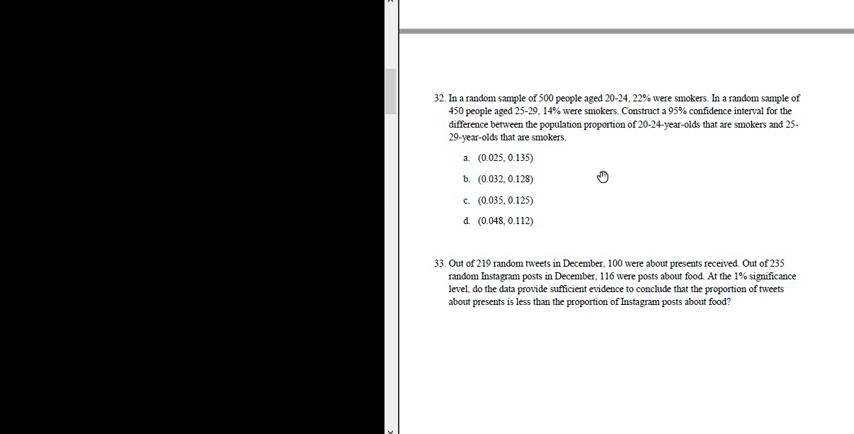 32. In a random sample of 500 people aged 20-24, 22% were smokers. In a random sample of
450 people aged 25-29, 14% were smokers. Construct a 95% confidence interval for the
difference between the population proportion of 20-24-year-olds that are smokers and 25-
29-year-olds that are smokers.
a. (0.025, 0.135)
b. (0.032, 0.128)
c. (0.035, 0.125)
d. (0.048, 0.112)
33. Out of 219 random tweets in December, 100 were about presents received. Out of 235
random Instagram posts in December, 116 were posts about food. At the 1% significance
level, do the data provide sufficient evidence to conclude that the proportion of tweets
about presents is less than the proportion of Instagram posts about food?